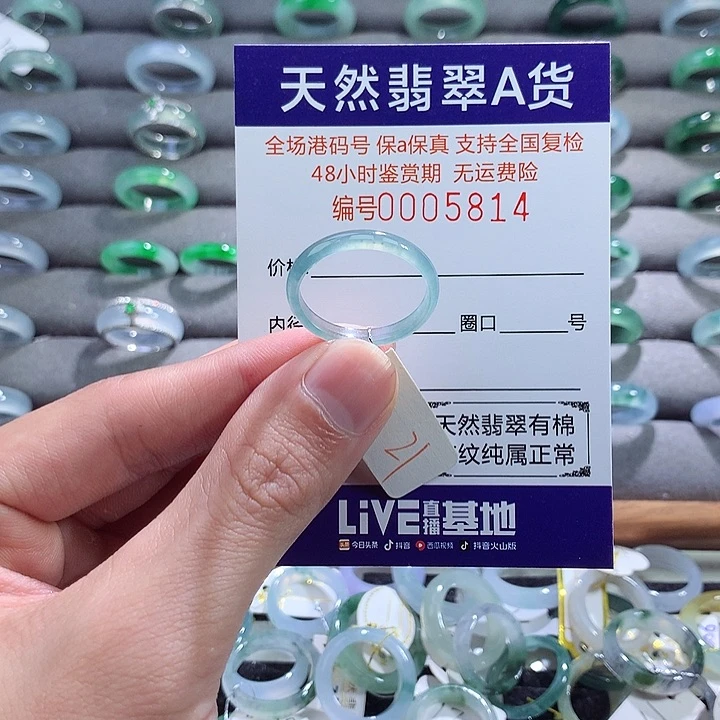 天然翡翠A货
全场港码号 保a保真 支持全国复检
48小时鉴赏期 无运费险
编号0005814
价格
内径 圈口 号
21
天然翡翠有棉
纹纯属正常
LiVE直播基地
头条 今日头条 抖音 西瓜视频 抖音火山版